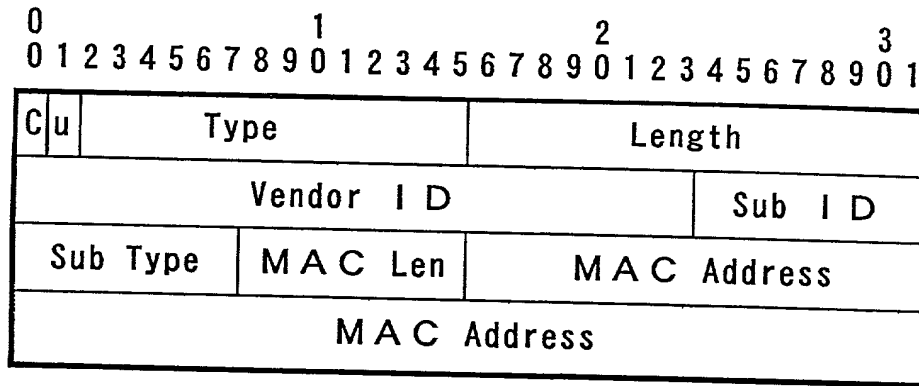 0 1 2 3
0 1 2 3 4 5 6 7 8 9 0 1 2 3 4 5 6 7 8 9 0 1 2 3 4 5 6 7 8 9 0 1
C u Type Length
Vendor ID Sub ID
Sub Type MAC Len MAC Address
MAC Address